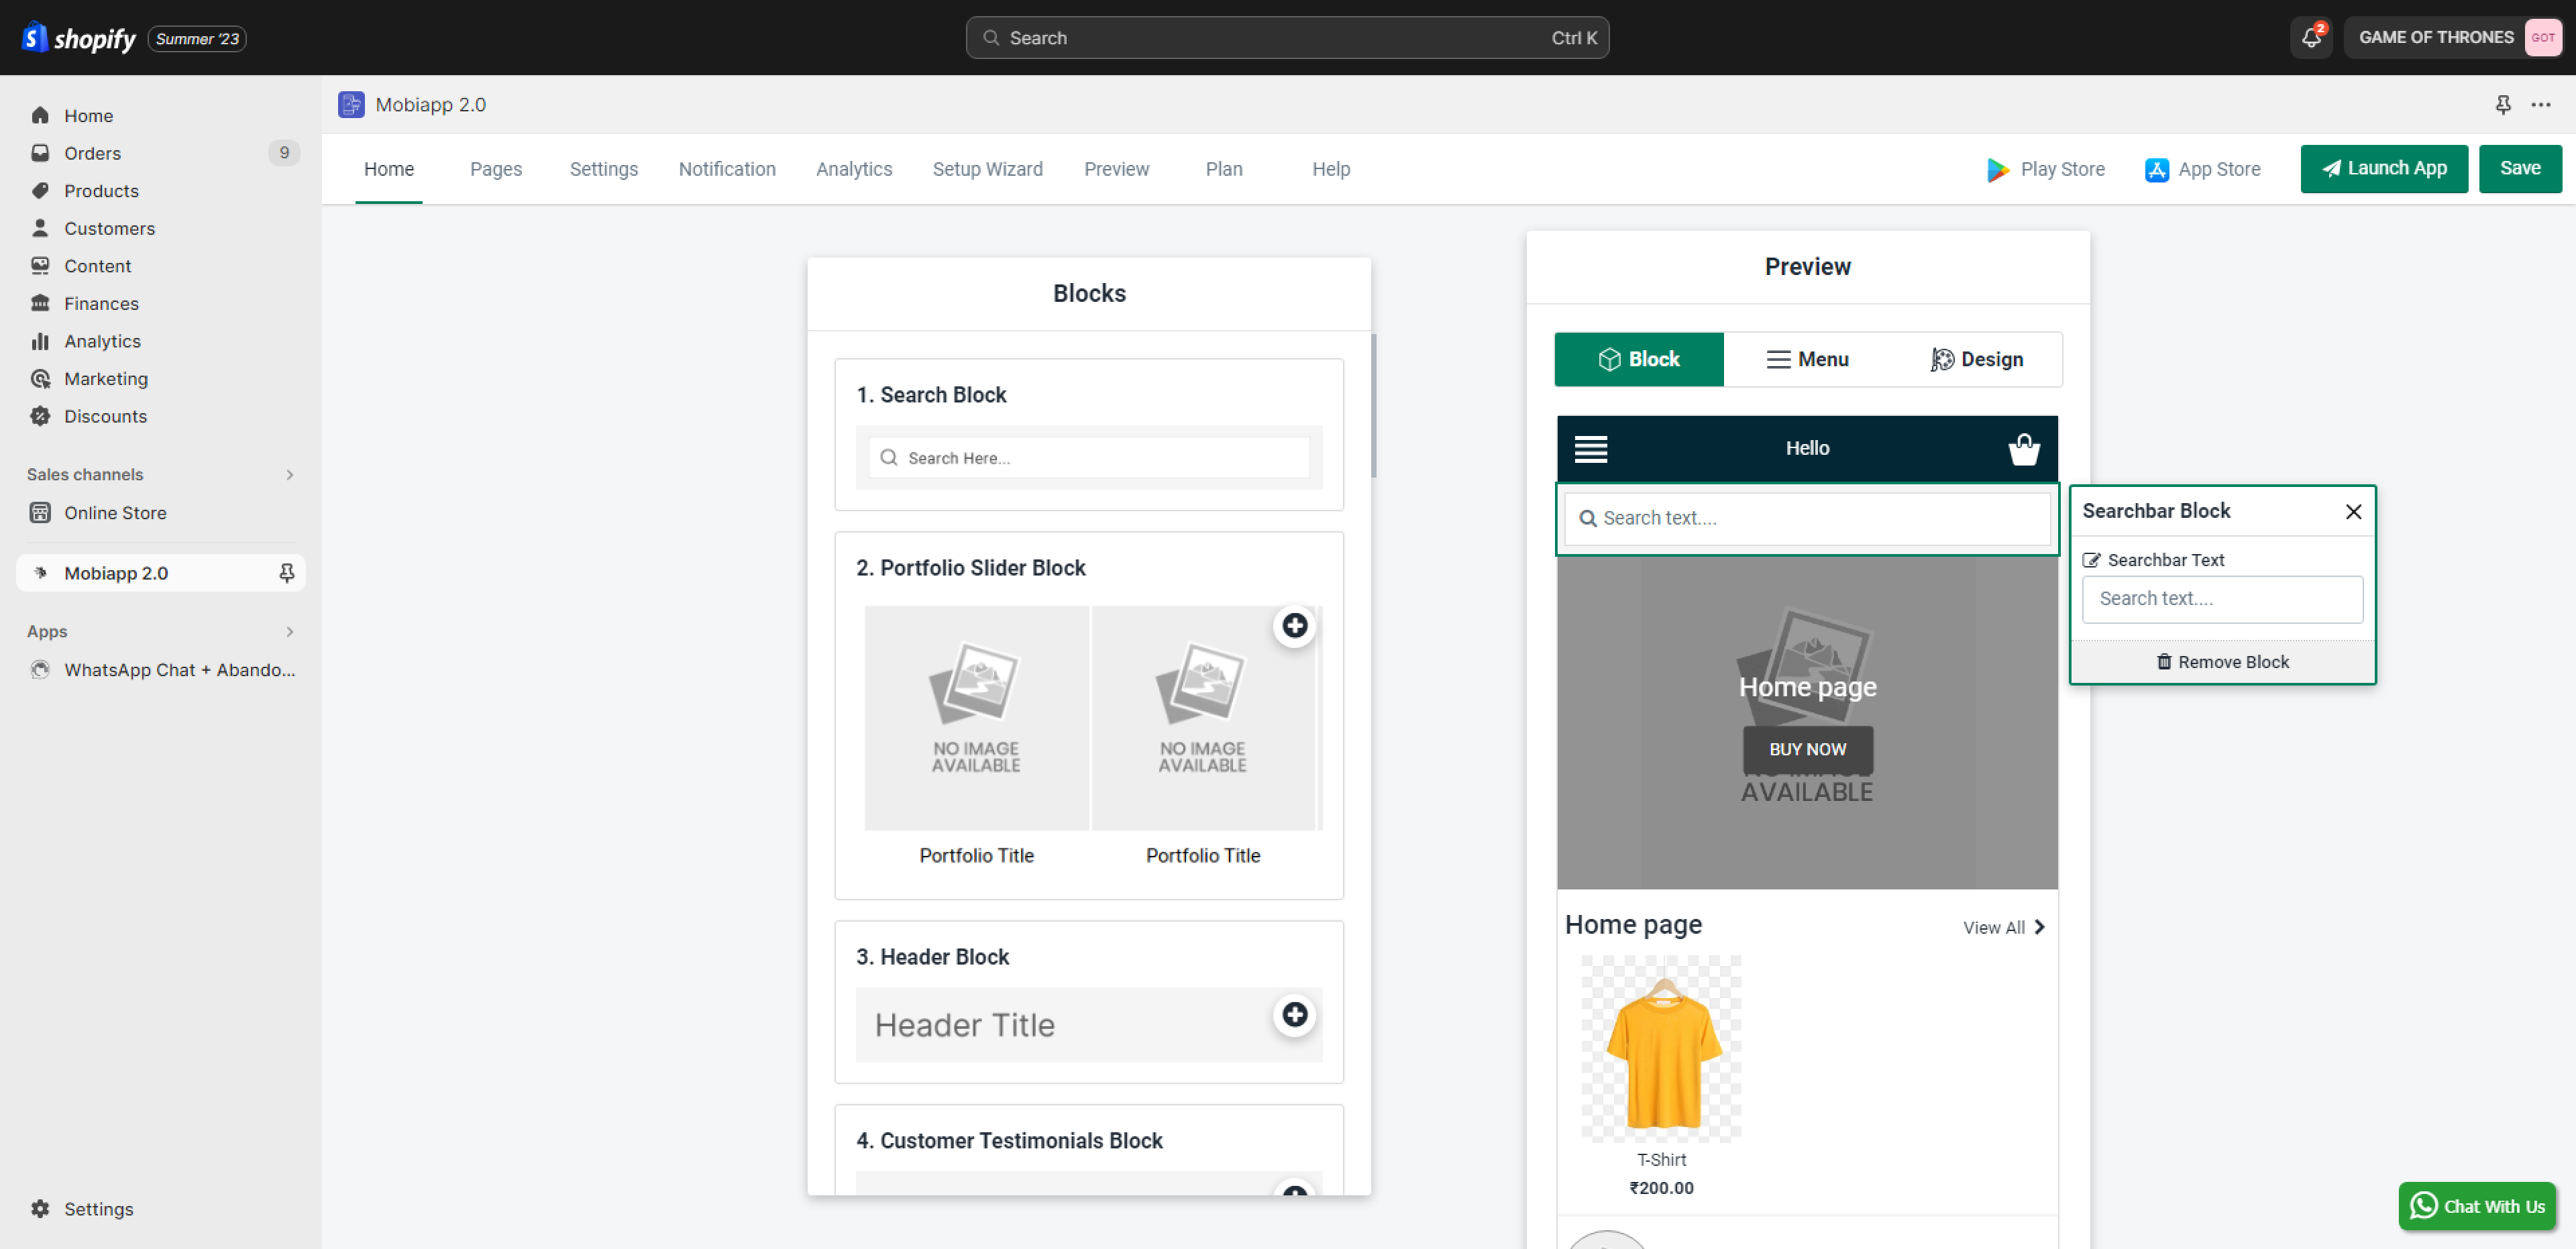 shopify Summer '23
Search Ctrl K
2
GAME OF THRONES GOT
Home
Orders 9
Products
Customers
Content
Finances
Analytics
Marketing
Discounts
Sales channels
Online Store
Mobiapp 2.0
Apps
WhatsApp Chat + Abando...
Settings
Mobiapp 2.0
Home Pages Settings Notification Analytics Setup Wizard Preview Plan Help
Play Store App Store Launch App Save
Blocks
1. Search Block
Search Here...
2. Portfolio Slider Block
NO IMAGE AVAILABLE
NO IMAGE AVAILABLE
Portfolio Title Portfolio Title
3. Header Block
Header Title
4. Customer Testimonials Block
Preview
Block Menu Design
Hello
Search text....
Home page
BUY NOW
NO IMAGE
AVAILABLE
Home page View All
T-Shirt
₹200.00
Searchbar Block
Searchbar Text
Search text....
Remove Block
Chat With Us